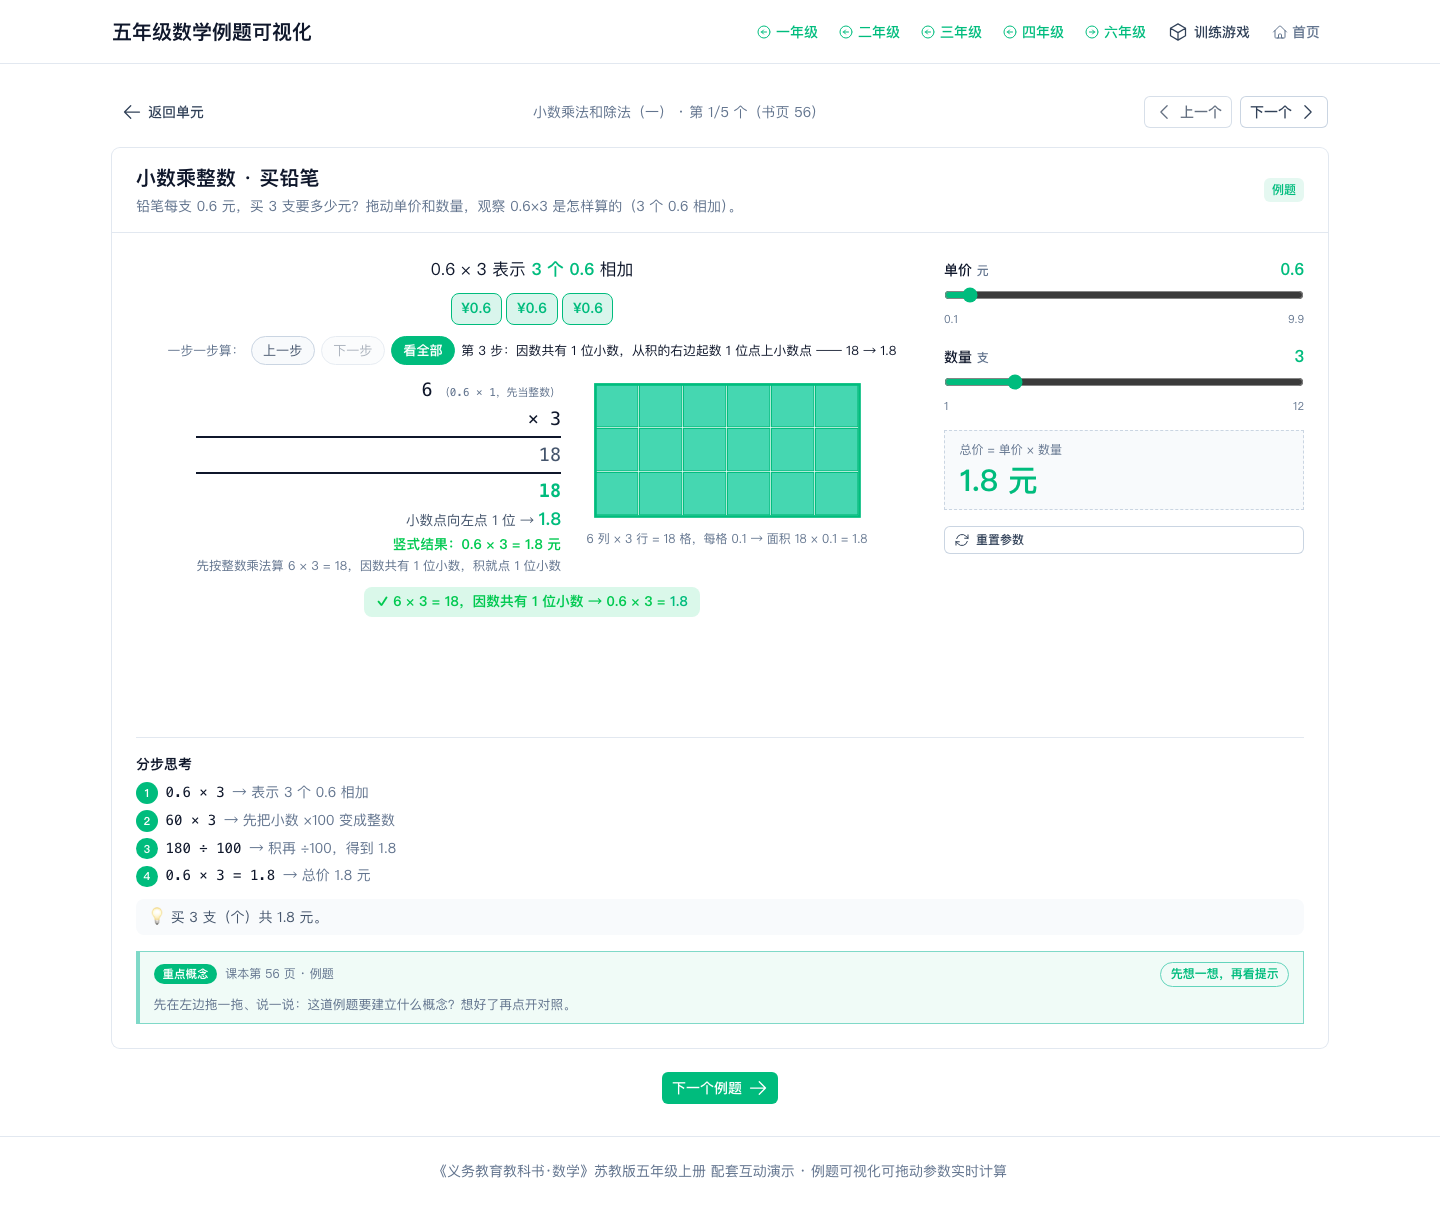 五年级数学例题可视化
一年级 二年级 三年级 四年级 六年级 训练游戏 首页
返回单元
小数乘法和除法（一） · 第 1/5 个（书页 56）
上一个 下一个
小数乘整数 · 买铅笔
铅笔每支 0.6 元，买 3 支要多少元？拖动单价和数量，观察 0.6×3 是怎样算的（3 个 0.6 相加）。
例题
0.6 × 3 表示 3 个 0.6 相加
¥0.6 ¥0.6 ¥0.6
一步一步算： 上一步 下一步 看全部 第 3 步：因数共有 1 位小数，从积的右边起数 1 位点上小数点 —— 18 → 1.8
6 （0.6 × 1，先当整数）
× 3
18
18
小数点向左点 1 位 → 1.8
竖式结果：0.6 × 3 = 1.8 元
先按整数乘法算 6 × 3 = 18，因数共有 1 位小数，积就点 1 位小数
6 列 × 3 行 = 18 格，每格 0.1 → 面积 18 × 0.1 = 1.8
✓ 6 × 3 = 18，因数共有 1 位小数 → 0.6 × 3 = 1.8
单价 元 0.6
0.1 9.9
数量 支 3
1 12
总价 = 单价 × 数量
1.8 元
重置参数
分步思考
1 0.6 × 3 → 表示 3 个 0.6 相加
2 60 × 3 → 先把小数 ×100 变成整数
3 180 ÷ 100 → 积再 ÷100，得到 1.8
4 0.6 × 3 = 1.8 → 总价 1.8 元
💡 买 3 支（个）共 1.8 元。
重点概念 课本第 56 页 · 例题
先想一想，再看提示
先在左边拖一拖、说一说：这道例题要建立什么概念？想好了再点开对照。
下一个例题 →
《义务教育教科书·数学》苏教版五年级上册 配套互动演示 · 例题可视化可拖动参数实时计算